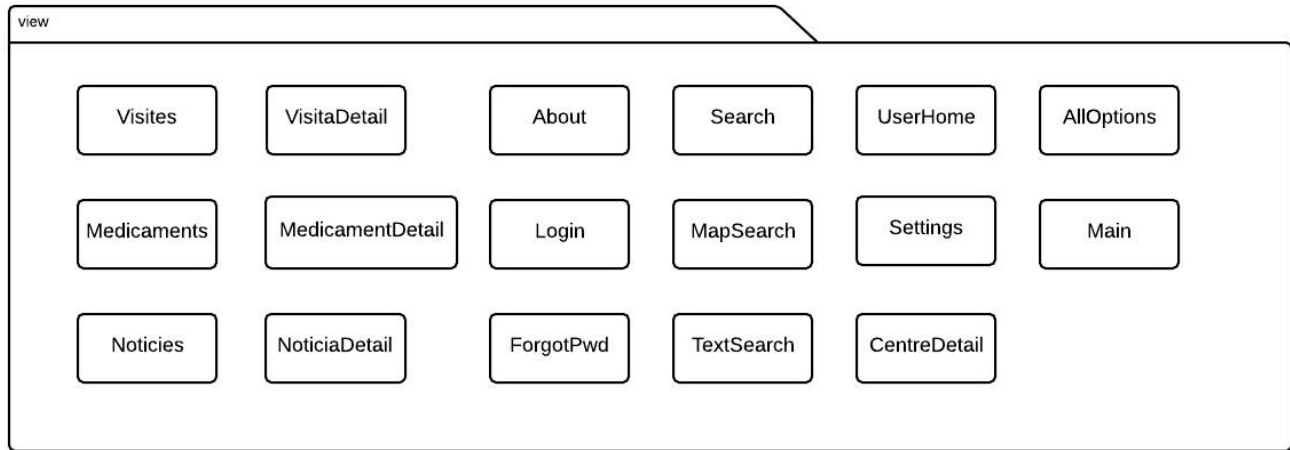 view
Visites
VisitaDetail
About
Search
UserHome
AllOptions
Medicaments
MedicamentDetail
Login
MapSearch
Settings
Main
Noticies
NoticiaDetail
ForgotPwd
TextSearch
CentreDetail